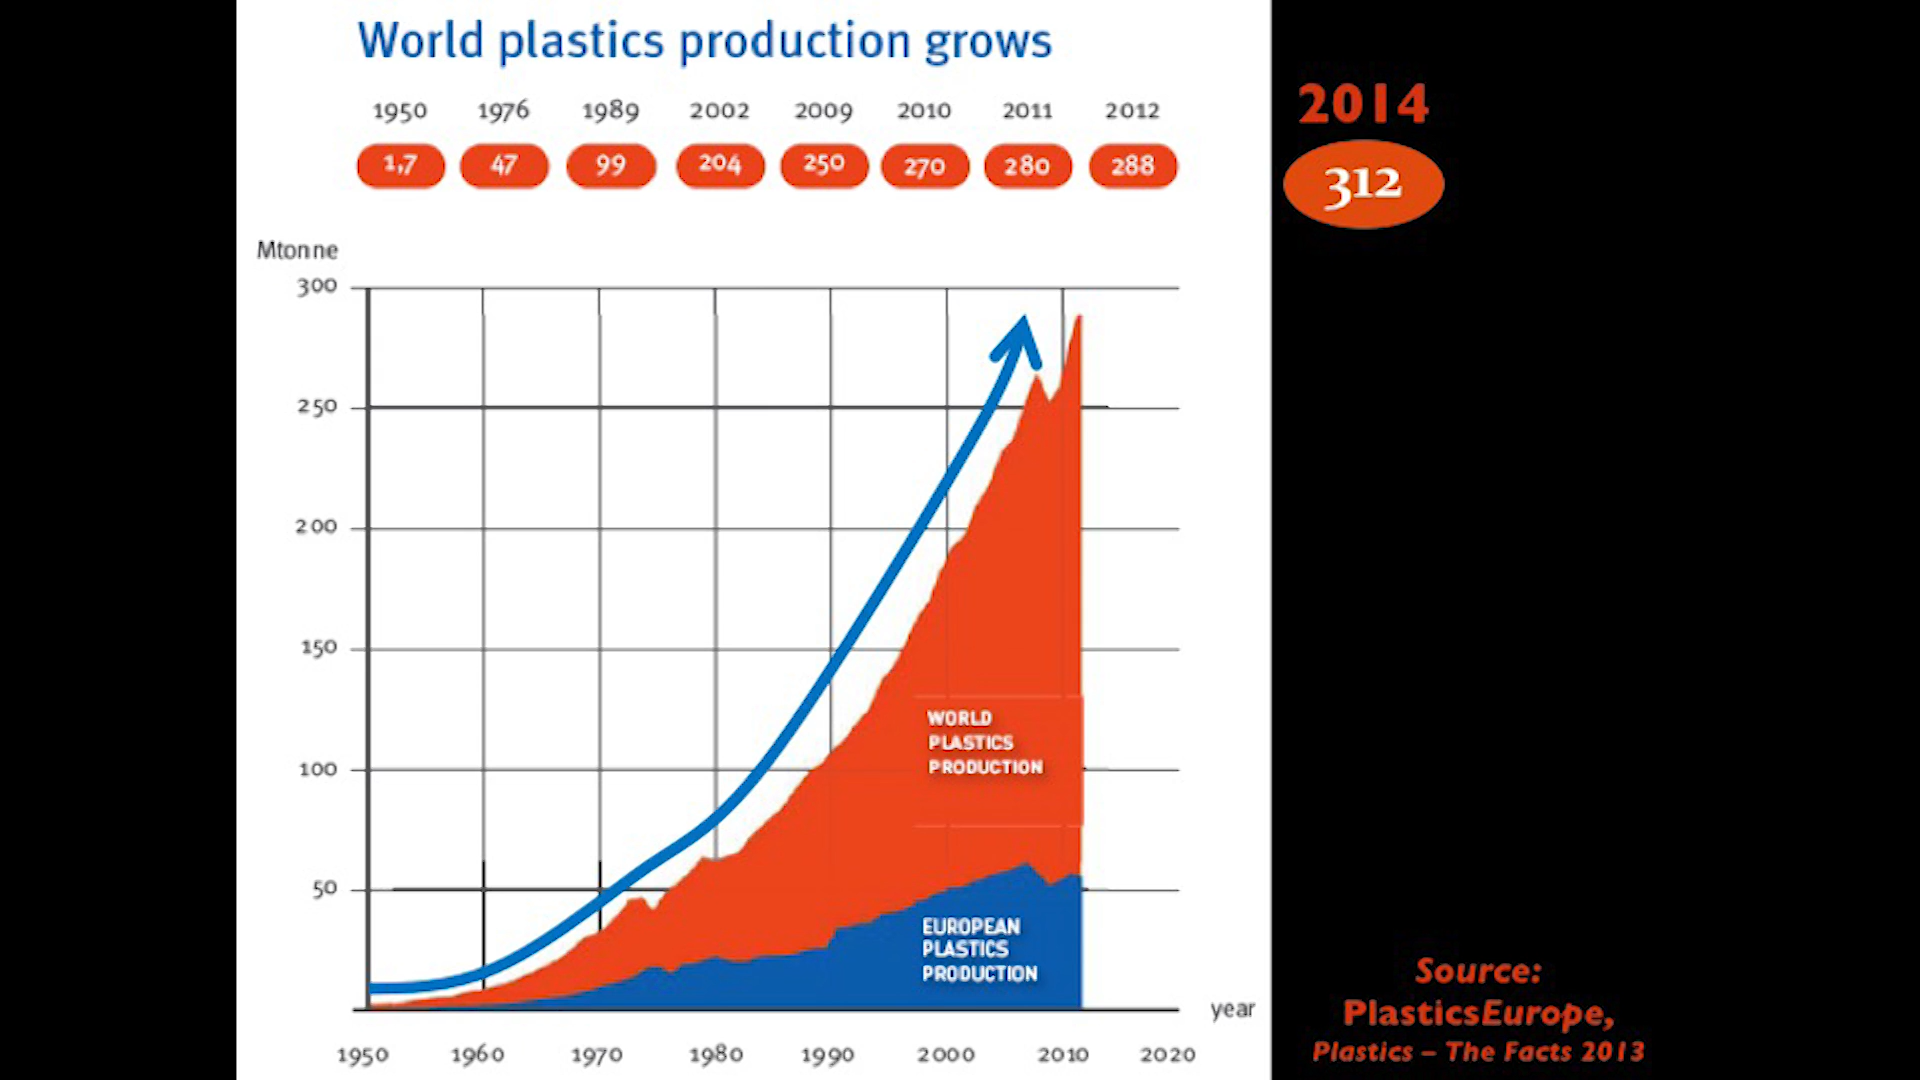 World plastics production grows
1950 1976 1989 2002 2009 2010 2011 2012
1,7 47 99 204 250 270 280 288
2014
312
Mtonne
300
250
200
150
100
50
WORLD
PLASTICS
PRODUCTION
EUROPEAN
PLASTICS
PRODUCTION
year
1950 1960 1970 1980 1990 2000 2010 2020
Source:
PlasticsEurope,
Plastics – The Facts 2013